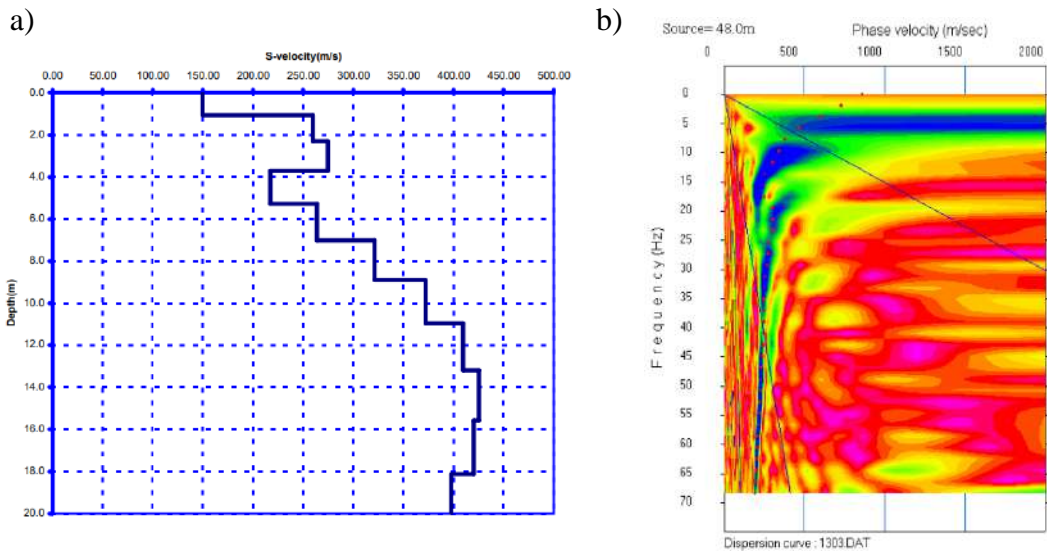 a)
S-velocity(m/s)
0.00 50.00 100.00 150.00 200.00 250.00 300.00 350.00 400.00 450.00 500.00
0.0
2.0
4.0
6.0
8.0
10.0
12.0
14.0
16.0
18.0
20.0
Depth(m)
b)
Source= 48.0m
Phase velocity (m/sec)
0 500 1000 1500 2000
0
5
10
15
20
25
30
35
40
45
50
55
60
65
70
Frequency (Hz)
Dispersion curve : 1303.DAT